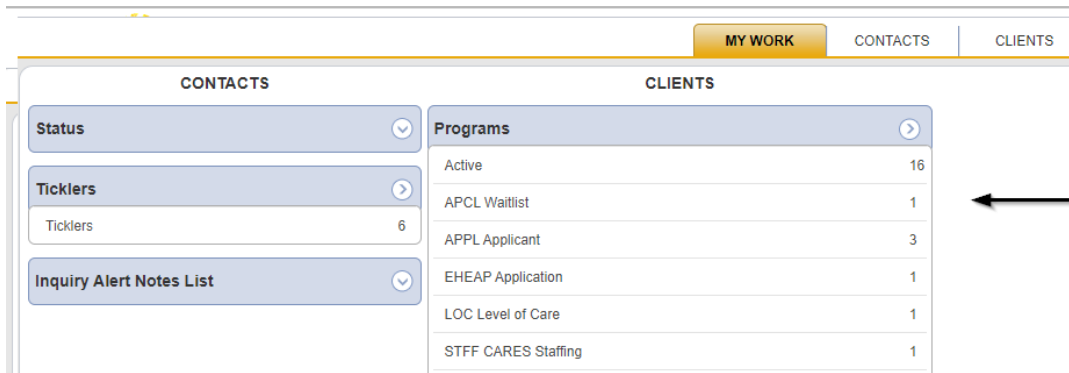 MY WORK CONTACTS CLIENTS
CONTACTS CLIENTS
Status
Ticklers
Ticklers 6
Inquiry Alert Notes List
Programs
Active 16
APCL Waitlist 1
APPL Applicant 3
EHEAP Application 1
LOC Level of Care 1
STFF CARES Staffing 1